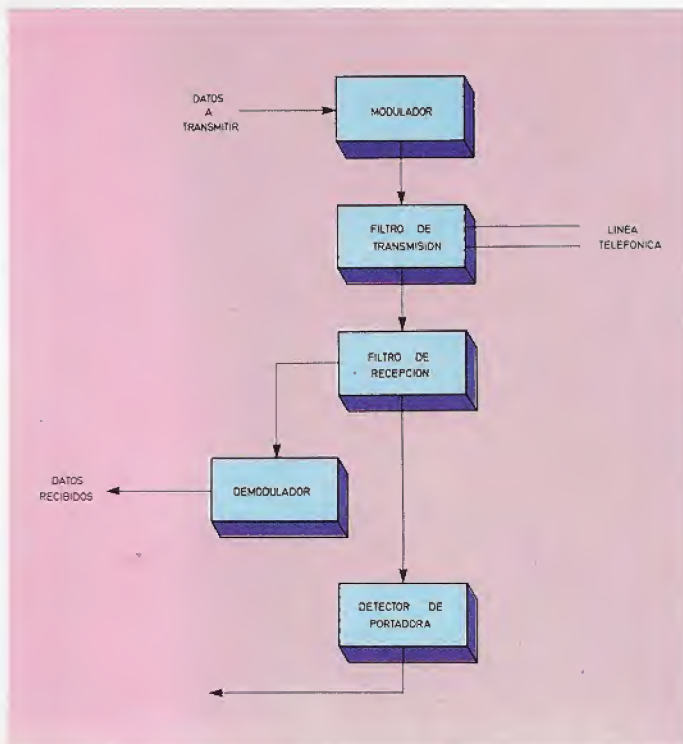 DATOS
A
TRANSMITIR
MODULADOR
FILTRO DE
TRANSMISION
LINEA
TELEFONICA
FILTRO DE
RECEPCION
DATOS
RECIBIDOS
DEMODULADOR
DETECTOR DE
PORTADORA